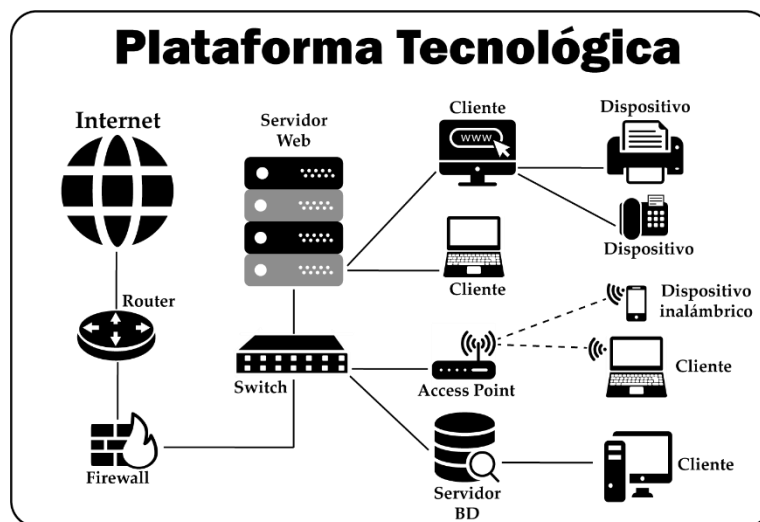 Plataforma Tecnológica
Internet
Servidor
Web
Cliente
www
Dispositivo
Dispositivo
Cliente
Router
Dispositivo
inalámbrico
Switch
Access Point
Cliente
Firewall
Servidor
BD
Cliente